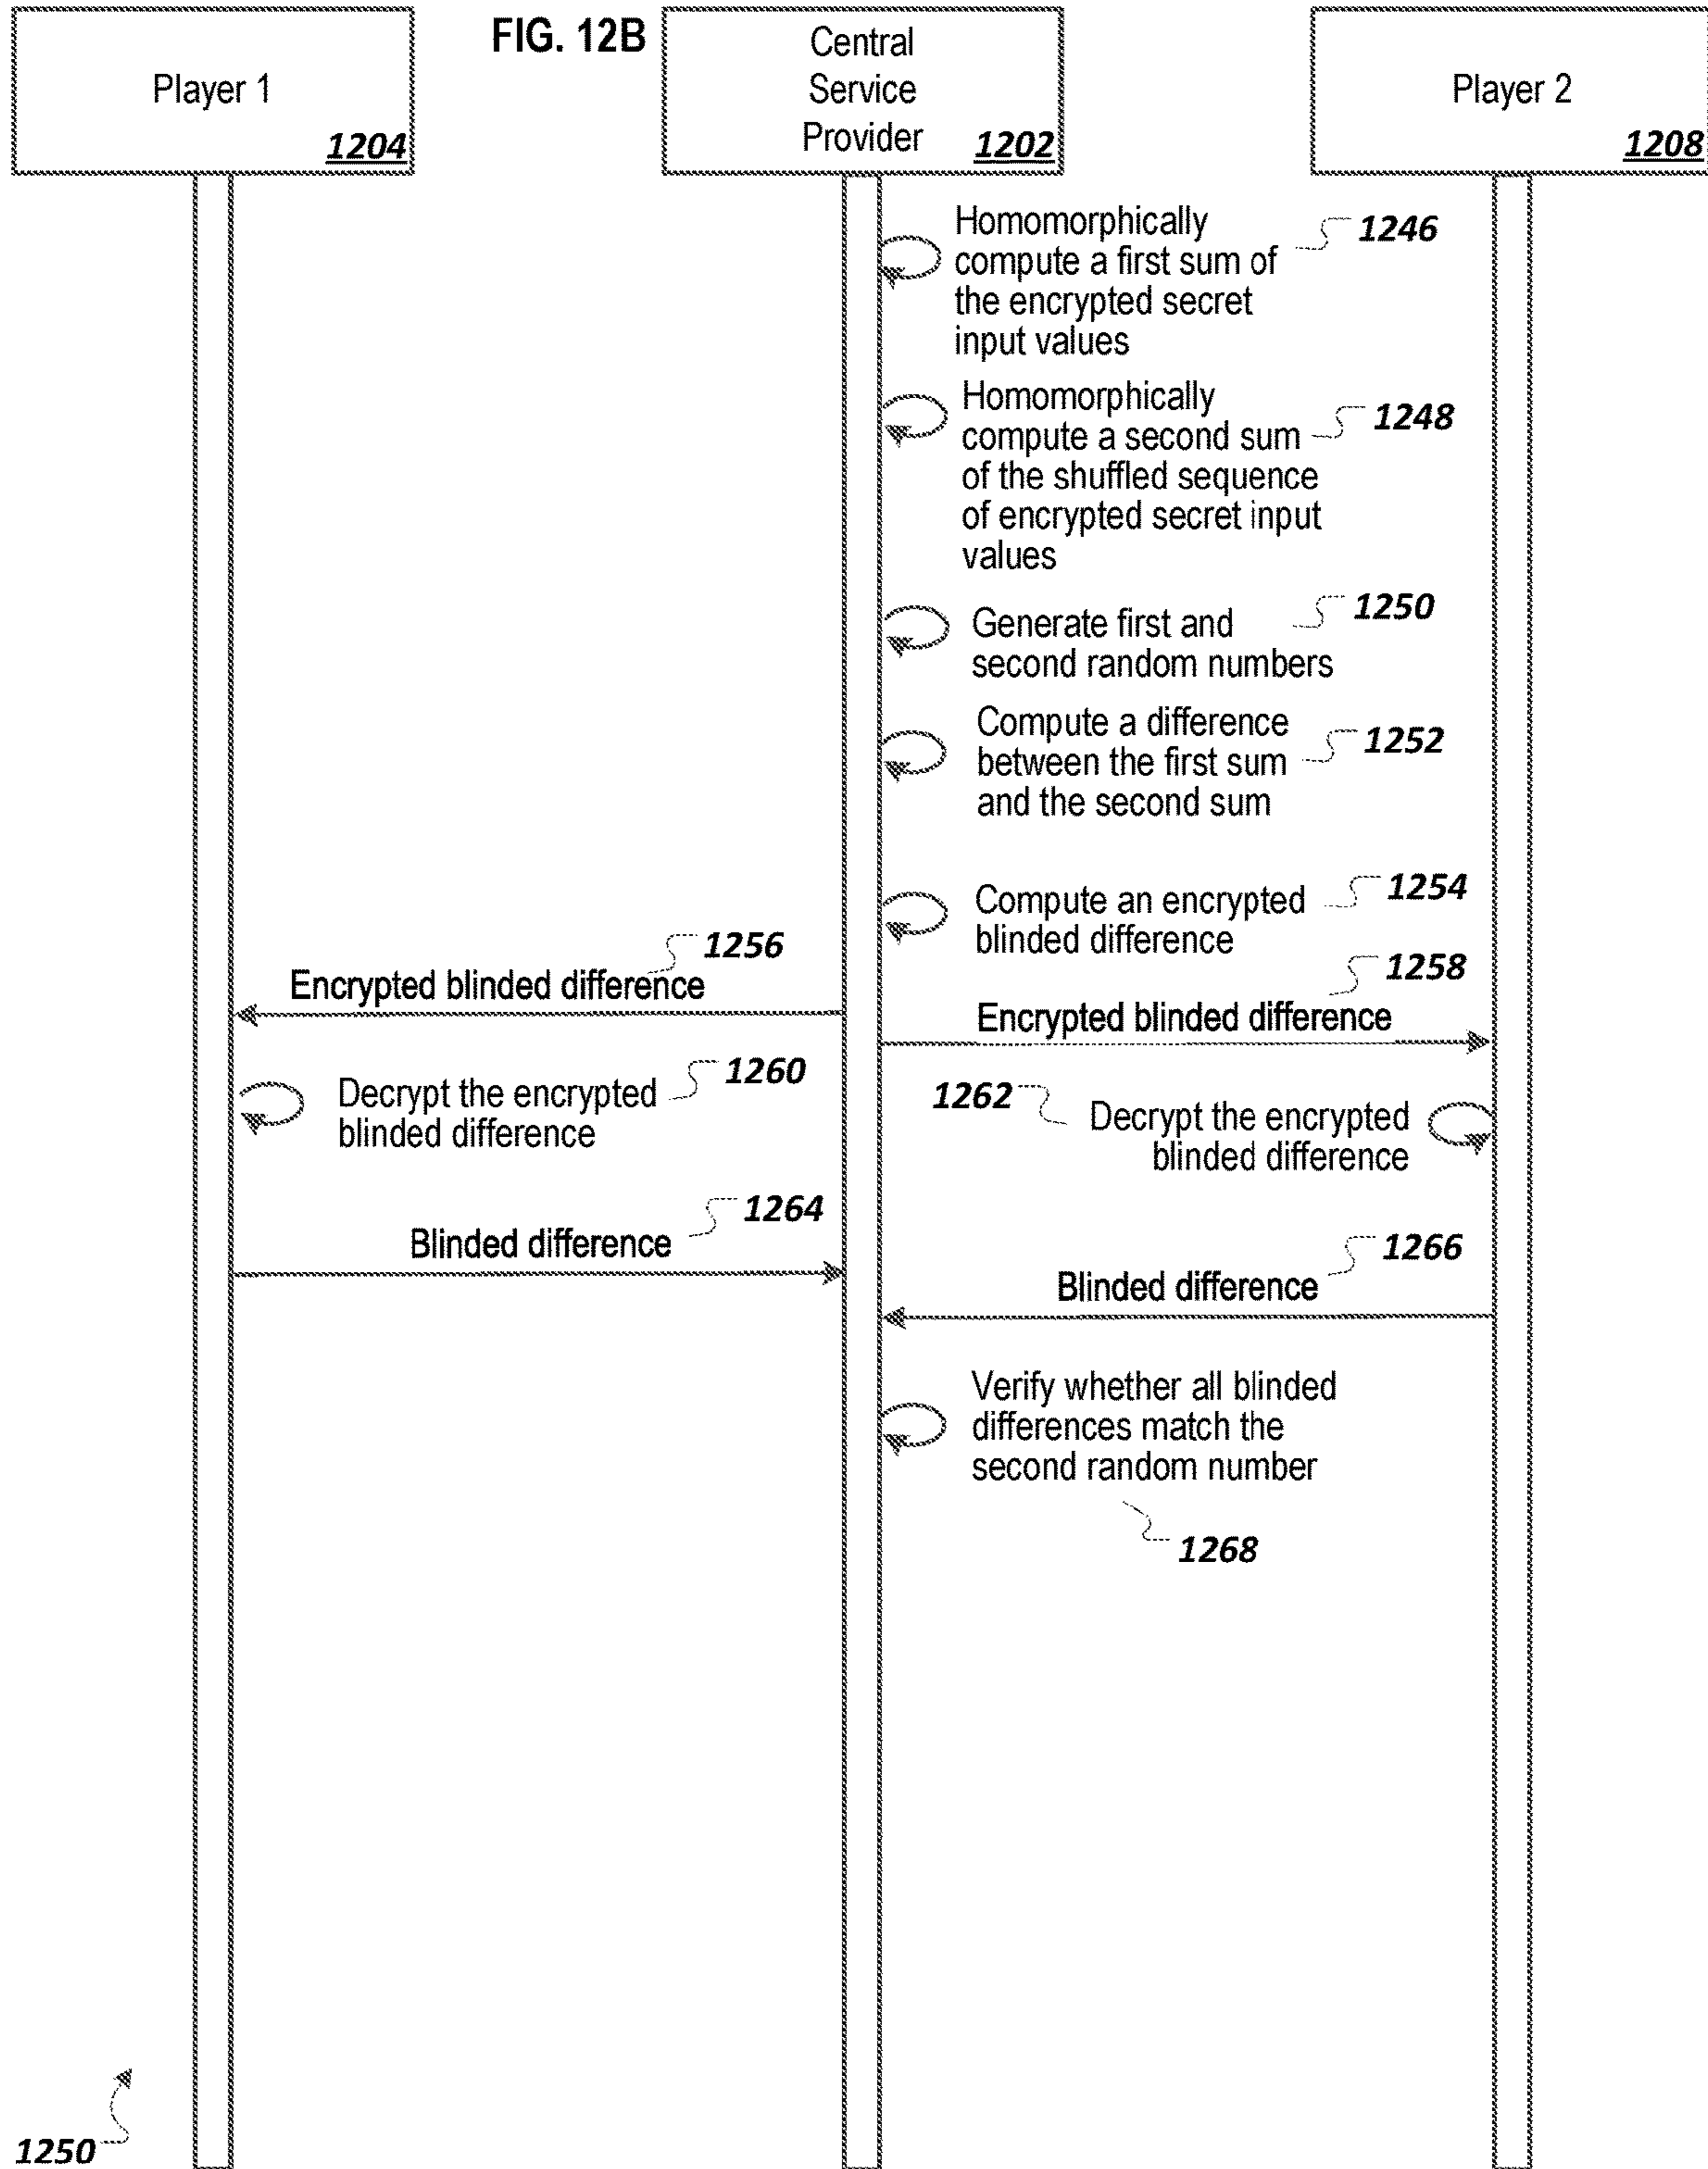 FIG. 12B
Player 1
1204
Central
Service
Provider
1202
Player 2
1208
Homomorphically
compute a first sum of
the encrypted secret
input values
1246
Homomorphically
compute a second sum
of the shuffled sequence
of encrypted secret input
values
1248
Generate first and
second random numbers
1250
Compute a difference
between the first sum
and the second sum
1252
Compute an encrypted
blinded difference
1254
1256
Encrypted blinded difference
1258
Encrypted blinded difference
Decrypt the encrypted
blinded difference
1260
1262
Decrypt the encrypted
blinded difference
1264
Blinded difference
1266
Blinded difference
Verify whether all blinded
differences match the
second random number
1268
1250